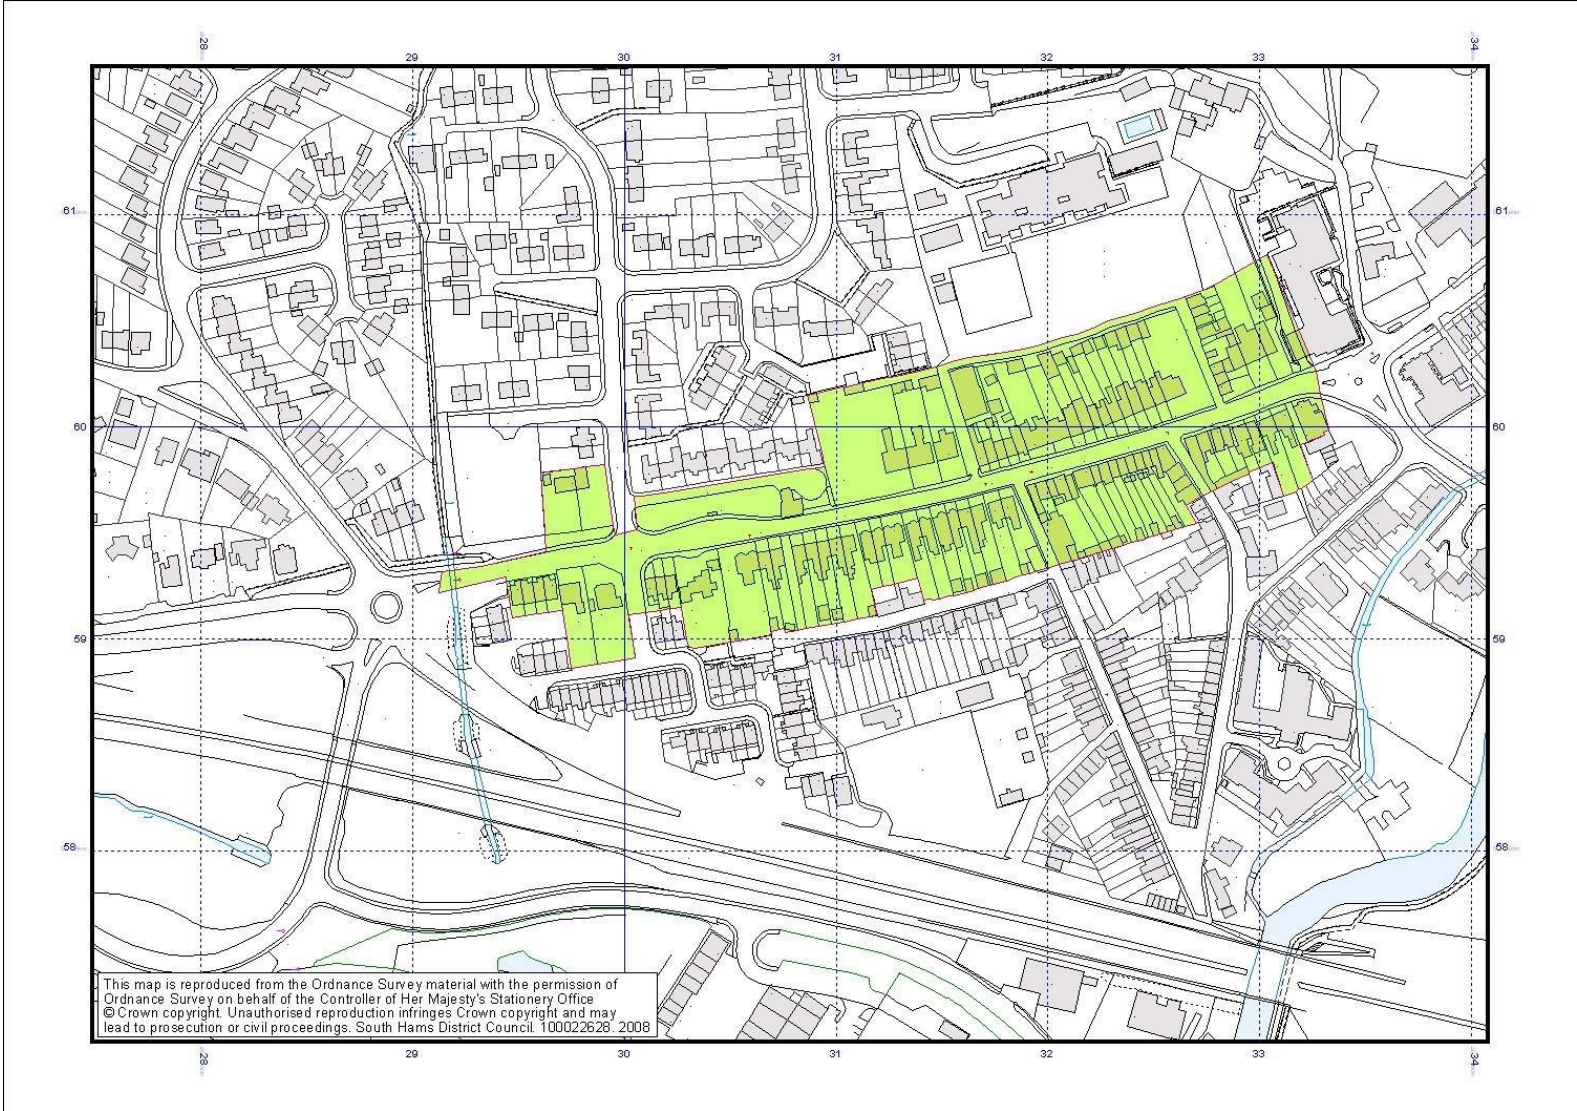 28 29 30 31 32 33 34
61 61
60 60
59 59
58 58
This map is reproduced from the Ordnance Survey material with the permission of
Ordnance Survey on behalf of the Controller of Her Majesty's Stationery Office
© Crown copyright. Unauthorised reproduction infringes Crown copyright and may
lead to prosecution or civil proceedings. South Hams District Council. 100022628. 2008
28 29 30 31 32 33 34